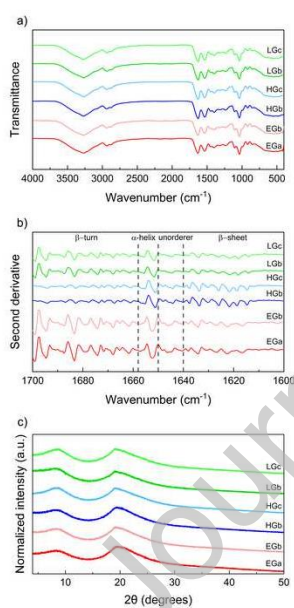 a)
Transmittance
LGc
LGb
HGc
HGb
EGb
EGa
4000 3500 3000 2500 2000 1500 1000 500
Wavenumber (cm⁻¹)
b)
β-turn α-helix unorderer β-sheet
Second derivative
LGc
LGb
HGc
HGb
EGb
EGa
1700 1680 1660 1640 1620 1600
Wavenumber (cm⁻¹)
c)
Normalized intensity (a.u.)
LGc
LGb
HGc
HGb
EGb
EGa
10 20 30 40 50
2θ (degrees)
Journ